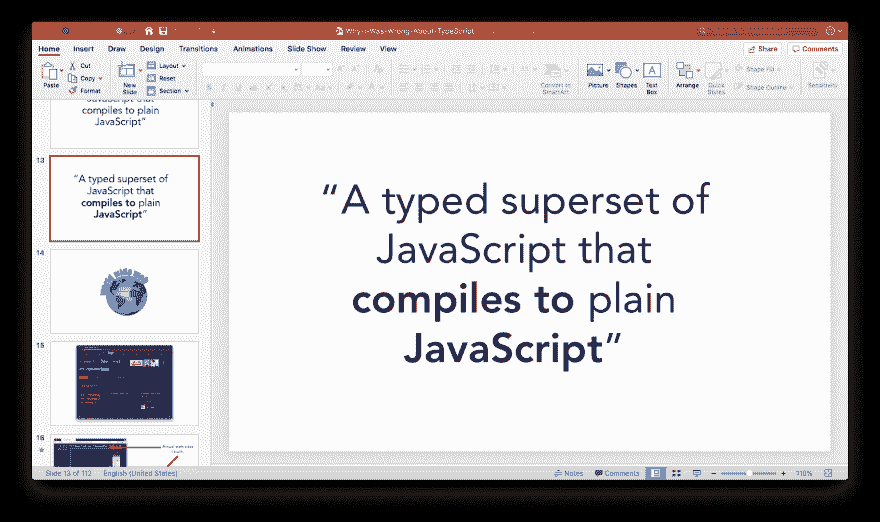 Why-I-Was-Wrong-About-TypeScript
Home Insert Draw Design Transitions Animations Slide Show Review View Share Comments
Paste Cut Copy Format New Slide Layout Reset Section Convert to SmartArt Picture Shapes Text Box Arrange Quick Styles Shape Fill Shape Outline Sensitivity
JavaScript that
compiles to plain
JavaScript”
13
“A typed superset of
JavaScript that
compiles to plain
JavaScript”
14
15
16
“A typed superset of
JavaScript that
compiles to plain
JavaScript”
Slide 13 of 112 English (United States) Notes Comments 110%